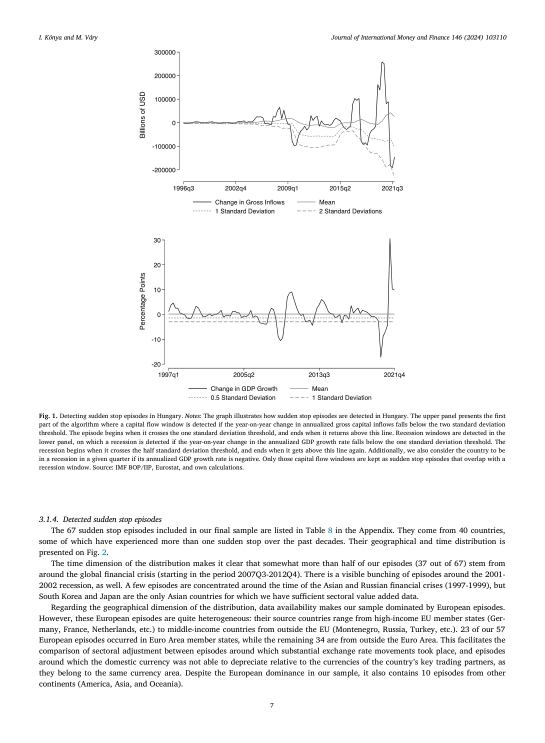 I. Kónya and M. Váry
Journal of International Money and Finance 146 (2024) 103110
300000
200000
100000
0
-100000
-200000
Billions of USD
1996q3 2002q4 2009q1 2015q2 2021q3
Change in Gross Inflows Mean
1 Standard Deviation 2 Standard Deviations
30
20
10
0
-10
-20
Percentage Points
1997q1 2005q2 2013q3 2021q4
Change in GDP Growth Mean
0.5 Standard Deviation 1 Standard Deviation
Fig. 1. Detecting sudden stop episodes in Hungary. Notes: The graph illustrates how sudden stop episodes are detected in Hungary. The upper panel presents the first
part of the algorithm where a capital flow window is detected if the year-on-year change in annualized gross capital inflows falls below the two standard deviation
threshold. The episode begins when it crosses the one standard deviation threshold, and ends when it returns above this line. Recession windows are detected in the
lower panel, on which a recession is detected if the year-on-year change in the annualized GDP growth rate falls below the one standard deviation threshold. The
recession begins when it crosses the half standard deviation threshold, and ends when it gets above this line again. Additionally, we also consider the country to be
in a recession in a given quarter if its annualized GDP growth rate is negative. Only those capital flow windows are kept as sudden stop episodes that overlap with a
recession window. Source: IMF BOP/IIP, Eurostat, and own calculations.
3.1.4. Detected sudden stop episodes
The 67 sudden stop episodes included in our final sample are listed in Table 8 in the Appendix. They come from 40 countries,
some of which have experienced more than one sudden stop over the past decades. Their geographical and time distribution is
presented on Fig. 2.
The time dimension of the distribution makes it clear that somewhat more than half of our episodes (37 out of 67) stem from
around the global financial crisis (starting in the period 2007Q3-2012Q4). There is a visible bunching of episodes around the 2001-
2002 recession, as well. A few episodes are concentrated around the time of the Asian and Russian financial crises (1997-1999), but
South Korea and Japan are the only Asian countries for which we have sufficient sectoral value added data.
Regarding the geographical dimension of the distribution, data availability makes our sample dominated by European episodes.
However, these European episodes are quite heterogeneous: their source countries range from high-income EU member states (Ger-
many, France, Netherlands, etc.) to middle-income countries from outside the EU (Montenegro, Russia, Turkey, etc.). 23 of our 57
European episodes occurred in Euro Area member states, while the remaining 34 are from outside the Euro Area. This facilitates the
comparison of sectoral adjustment between episodes around which substantial exchange rate movements took place, and episodes
around which the domestic currency was not able to depreciate relative to the currencies of the country's key trading partners, as
they belong to the same currency area. Despite the European dominance in our sample, it also contains 10 episodes from other
continents (America, Asia, and Oceania).
7